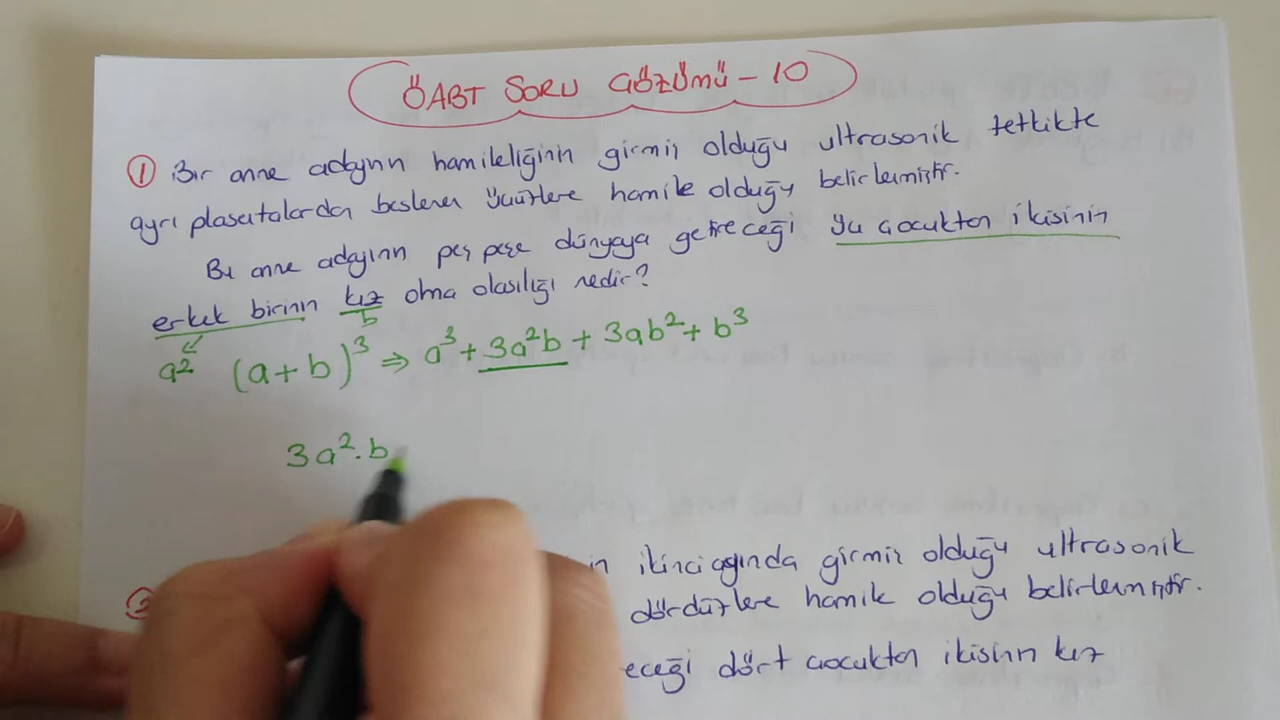 ÖABT SORU ÇÖZÜMÜ - 10
① Bir anne adayının hamileliğinin girmiş olduğu ultrasonik tetkikte
ayrı plasentalardan beslenen üçüzlere hamile olduğu belirlenmiştir.
Bu anne adayının peş peşe dünyaya getireceği üç çocuktan ikisinin
erkek birinin kız olma olasılığı nedir?
b
a² (a+b)³ ⇒ a³ + 3a²b + 3ab² + b³
3a².b
ikinci ayında girmiş olduğu ultrasonik
dördüzlere hamile olduğu belirlenmiştir.
eceği dört çocuktan ikisinin kız